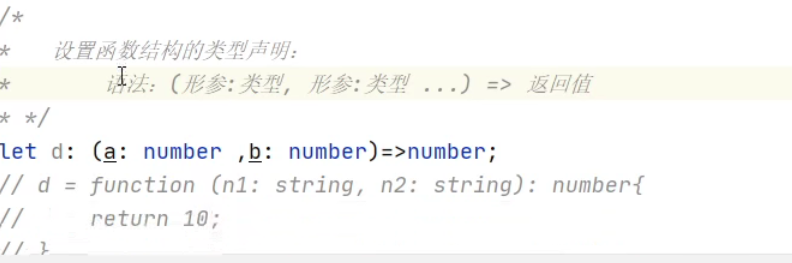 /*
*   设置函数结构的类型声明：
*       语法：(形参:类型, 形参:类型 ...) => 返回值
* */
let d: (a: number ,b: number)=>number;
// d = function (n1: string, n2: string): number{
//     return 10;
// }